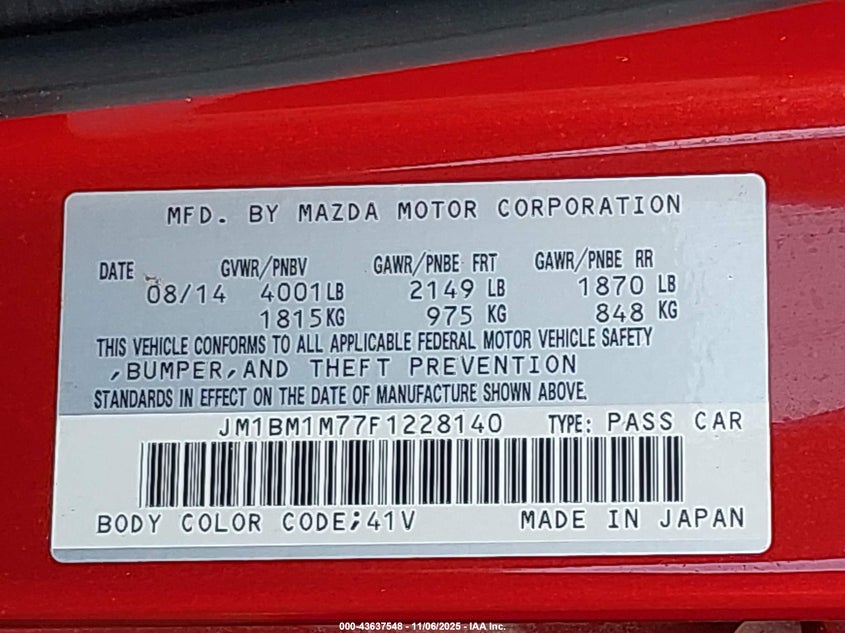 MFD. BY MAZDA MOTOR CORPORATION
DATE GVWR/PNBV GAWR/PNBE FRT GAWR/PNBE RR
08/14 4001LB 2149 LB 1870 LB
1815KG 975 KG 848 KG
THIS VEHICLE CONFORMS TO ALL APPLICABLE FEDERAL MOTOR VEHICLE SAFETY
,BUMPER,AND THEFT PREVENTION
STANDARDS IN EFFECT ON THE DATE OF MANUFACTURE SHOWN ABOVE.
JM1BM1M77F1228140 TYPE: PASS CAR
BODY COLOR CODE;41V MADE IN JAPAN
000-43637548 - 11/06/2025 - IAA Inc.